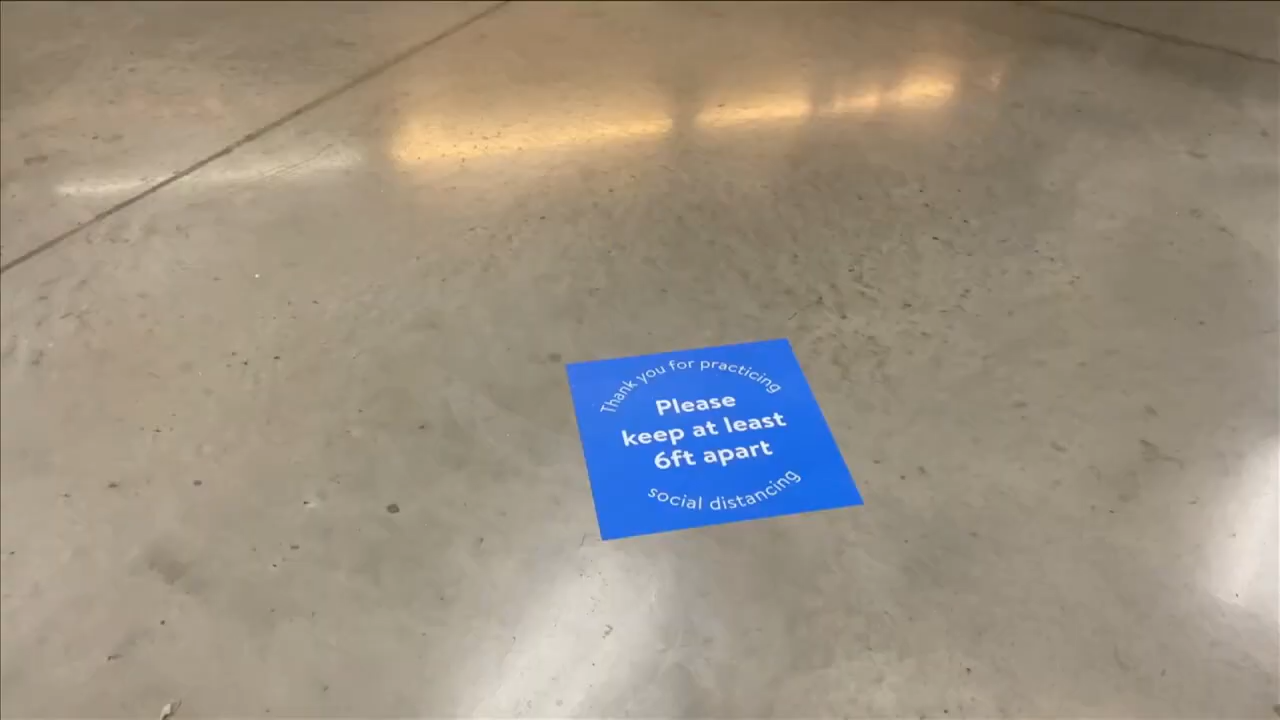 Thank you for practicing
Please
keep at least
6ft apart
social distancing